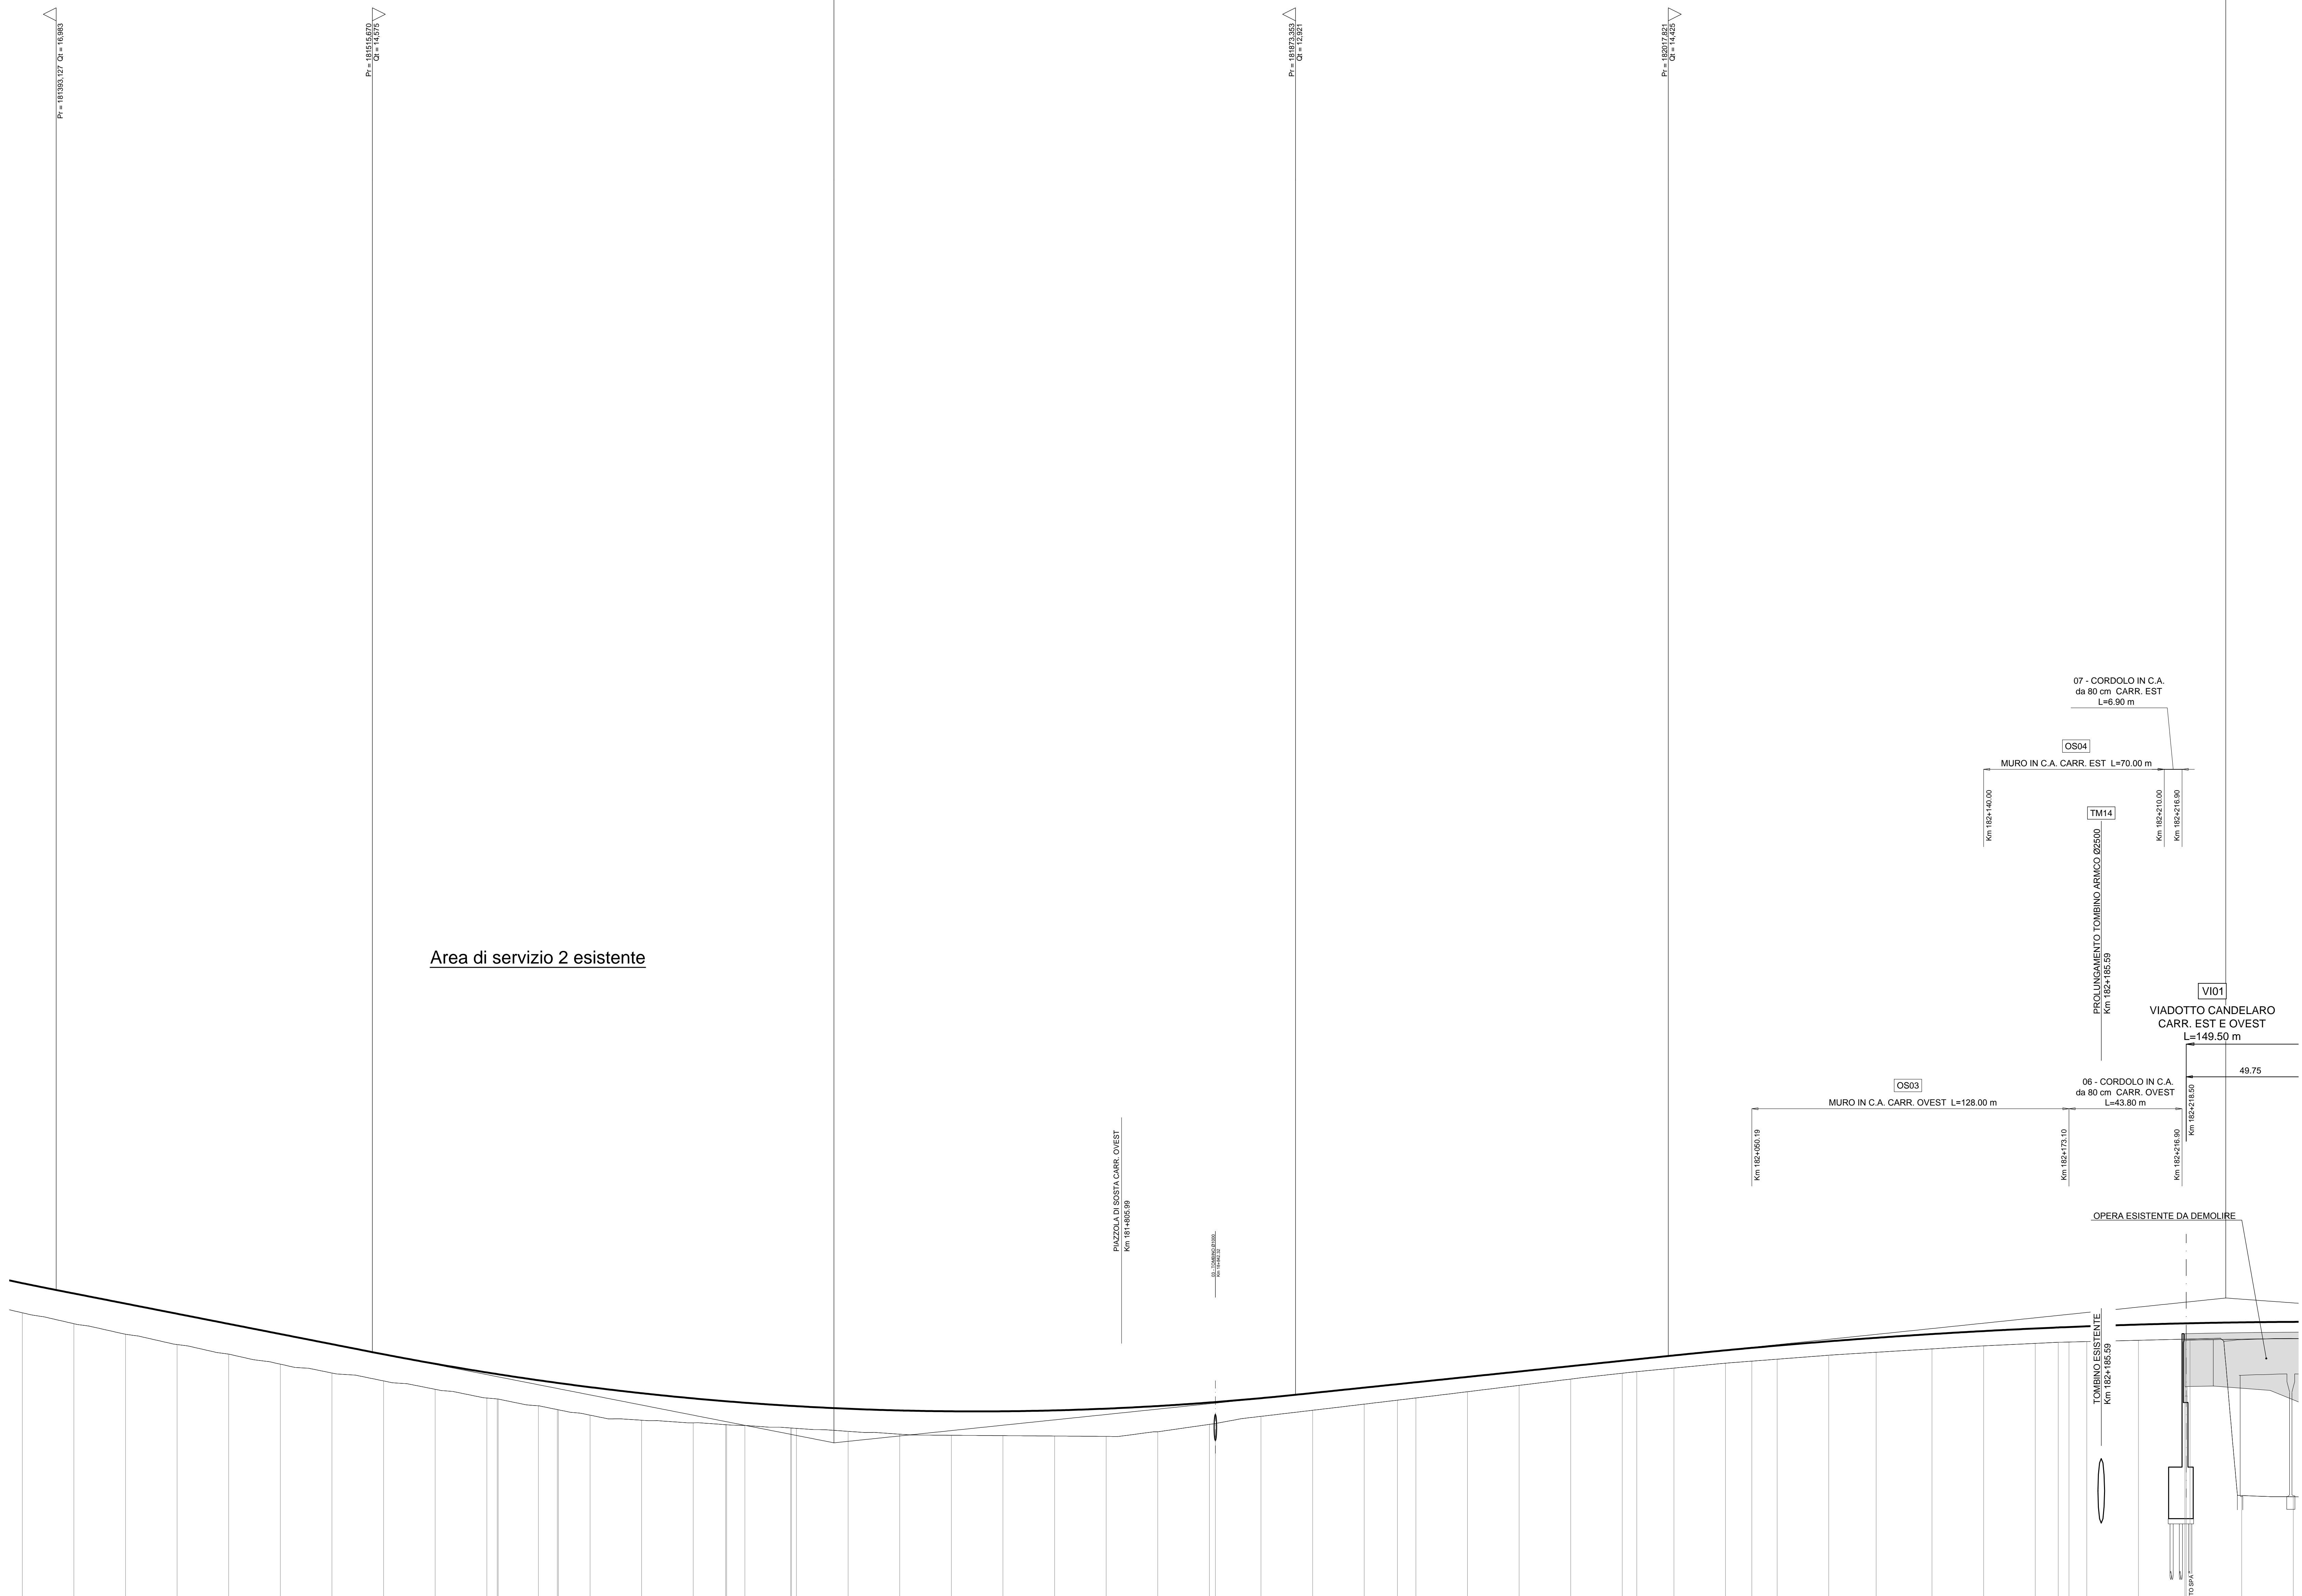 Pr = 181393,127  Qt = 16,983
Pr = 181515,670
Qt = 14,575
Pr = 181873,353
Qt = 12,921
Pr = 182017,821
Qt = 14,425
07 - CORDOLO IN C.A.
da 80 cm  CARR. EST
L=6.90 m
OS04
MURO IN C.A. CARR. EST  L=70.00 m
Km 182+140.00
Km 182+210.00
Km 182+216.90
TM14
PROLUNGAMENTO TOMBINO ARMCO Ø2500
Km 182+185.59
Area di servizio 2 esistente
VI01
VIADOTTO CANDELARO
CARR. EST E OVEST
L=149.50 m
49.75
Km 182+218.50
OS03
MURO IN C.A. CARR. OVEST  L=128.00 m
06 - CORDOLO IN C.A.
da 80 cm  CARR. OVEST
L=43.80 m
Km 182+050.19
Km 182+173.10
Km 182+216.90
PIAZZOLA DI SOSTA CARR. OVEST
Km 181+805.99
03 - TOMBINO Ø1000
OPERA ESISTENTE DA DEMOLIRE
TOMBINO ESISTENTE
Km 182+185.59